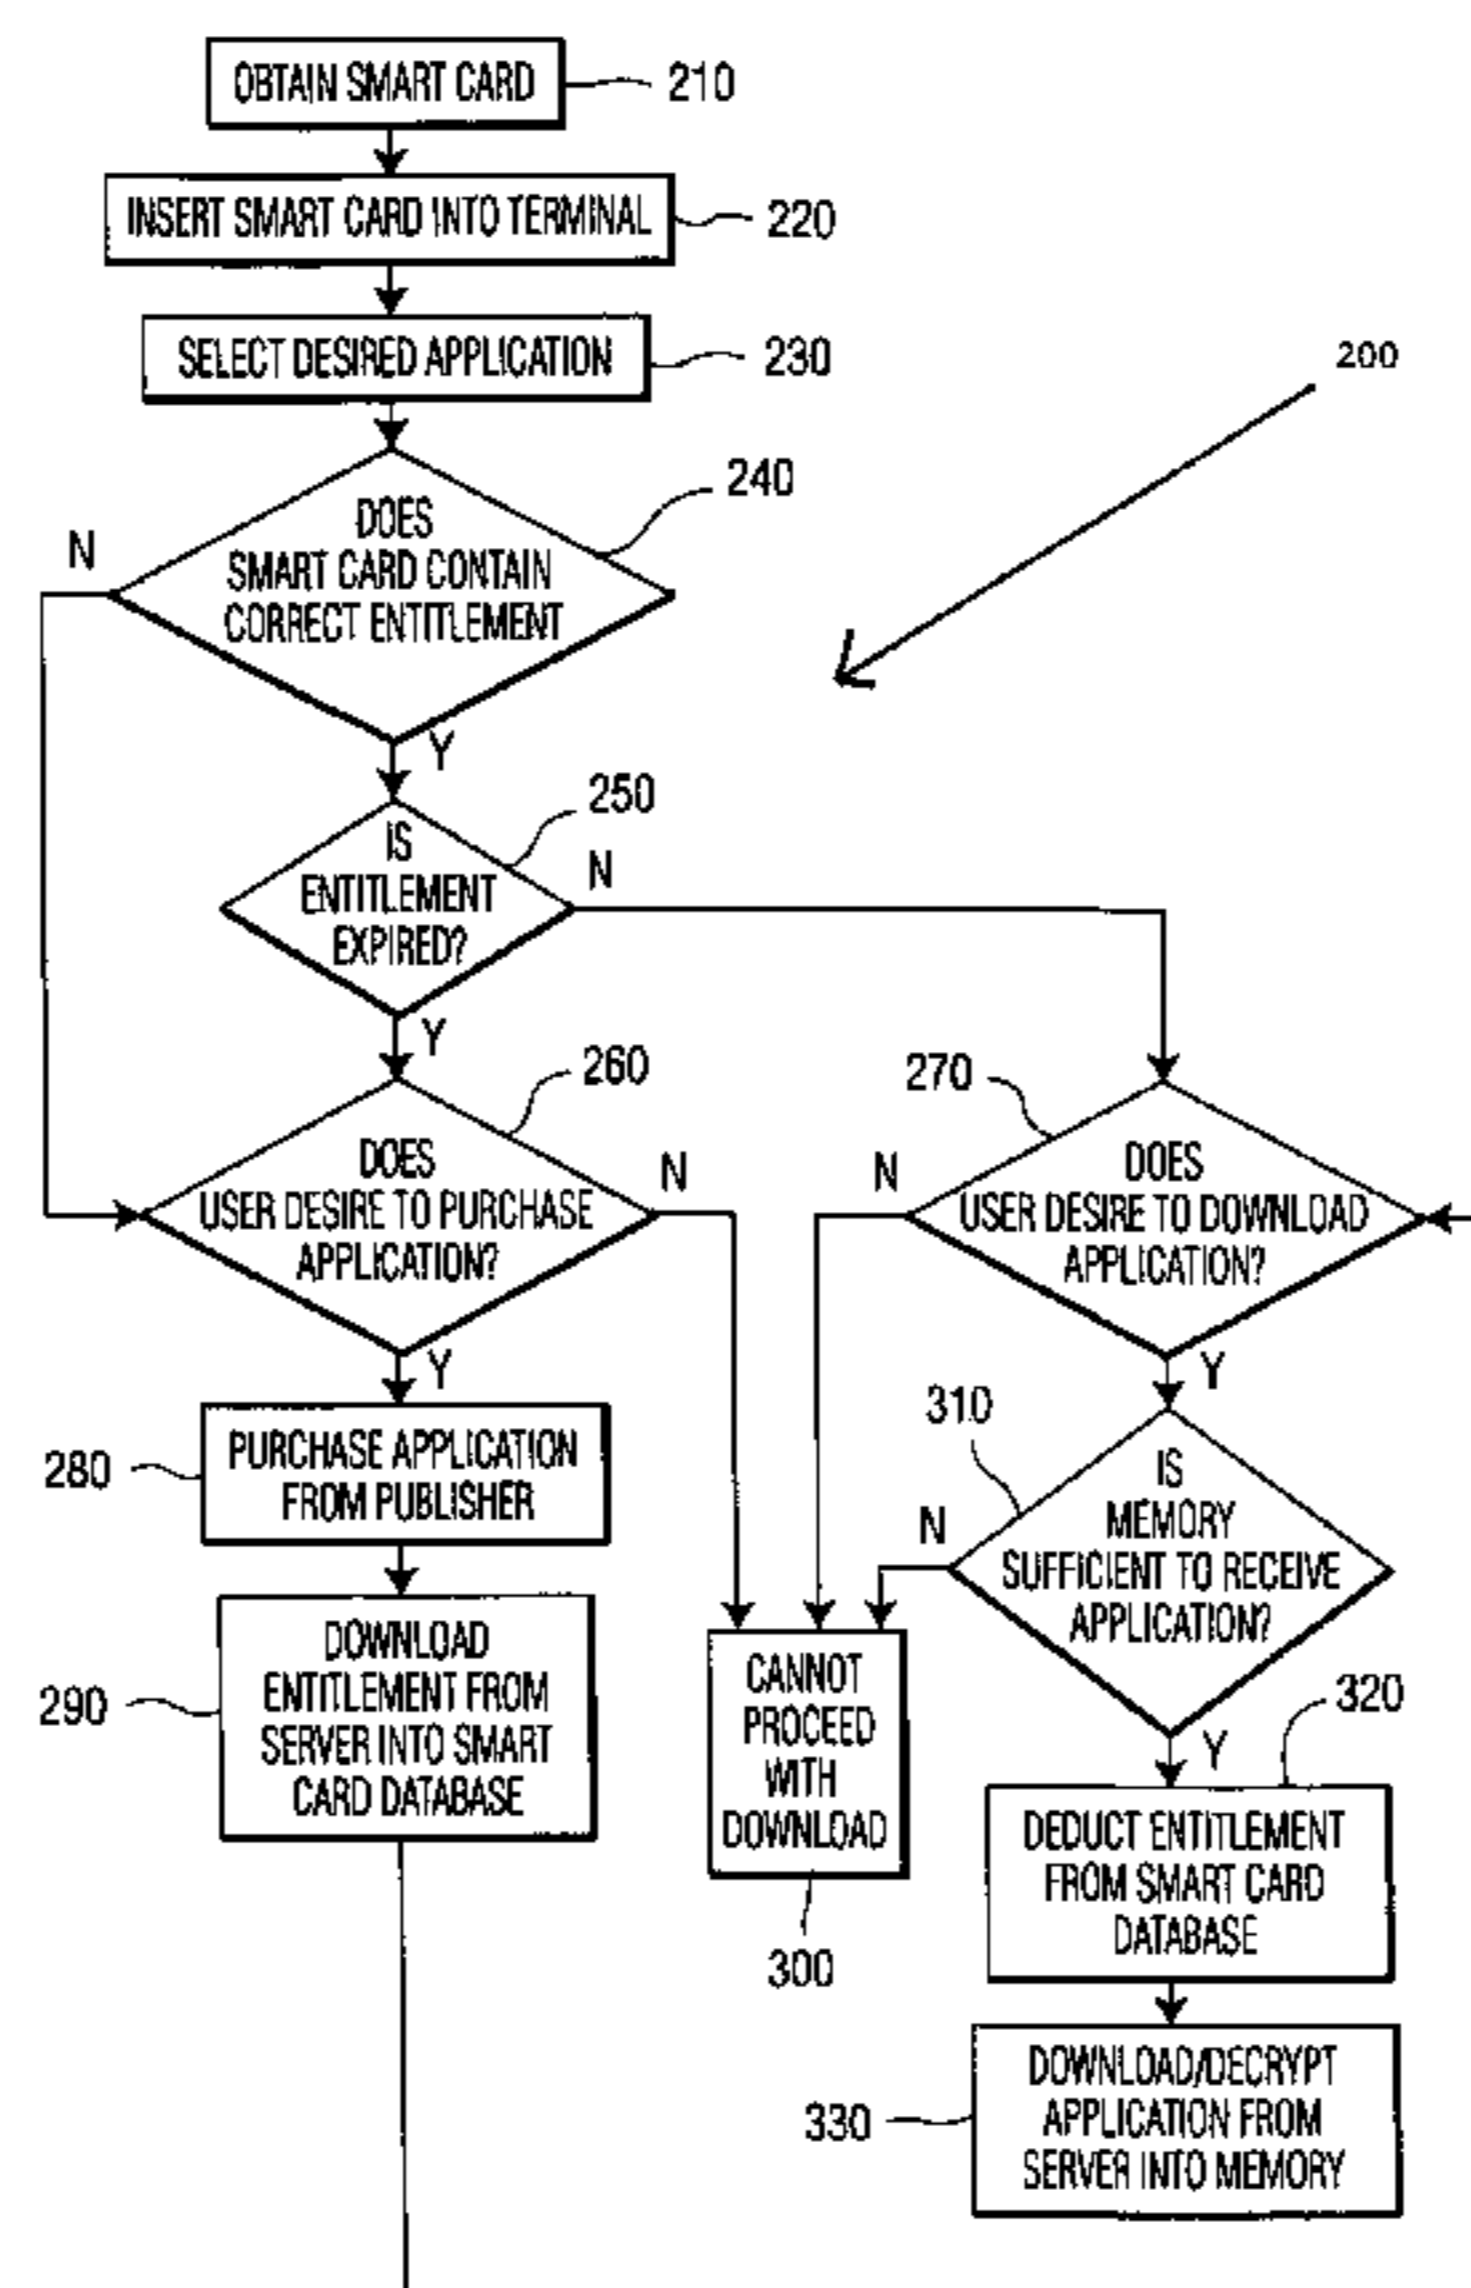 OBTAIN SMART CARD
210
INSERT SMART CARD INTO TERMINAL
220
SELECT DESIRED APPLICATION
230
200
240
DOES
SMART CARD CONTAIN
CORRECT ENTITLEMENT
N
Y
250
IS
ENTITLEMENT
EXPIRED?
N
Y
260
DOES
USER DESIRE TO PURCHASE
APPLICATION?
N
Y
270
DOES
USER DESIRE TO DOWNLOAD
APPLICATION?
N
Y
280
PURCHASE APPLICATION
FROM PUBLISHER
310
IS
MEMORY
SUFFICIENT TO RECEIVE
APPLICATION?
N
Y
290
DOWNLOAD
ENTITLEMENT FROM
SERVER INTO SMART
CARD DATABASE
CANNOT
PROCEED
WITH
DOWNLOAD
300
320
DEDUCT ENTITLEMENT
FROM SMART CARD
DATABASE
330
DOWNLOAD/DECRYPT
APPLICATION FROM
SERVER INTO MEMORY